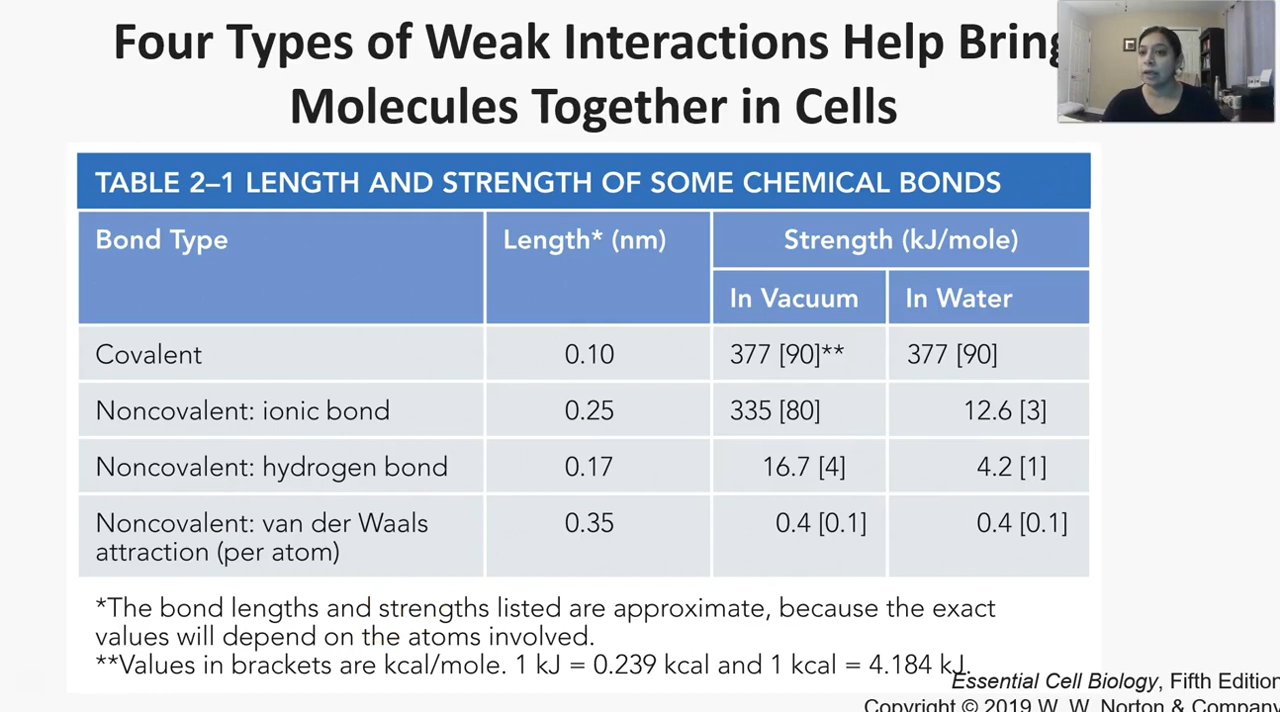 Four Types of Weak Interactions Help Bring
Molecules Together in Cells
TABLE 2–1 LENGTH AND STRENGTH OF SOME CHEMICAL BONDS
Bond Type Length* (nm) Strength (kJ/mole)
In Vacuum In Water
Covalent 0.10 377 [90]** 377 [90]
Noncovalent: ionic bond 0.25 335 [80] 12.6 [3]
Noncovalent: hydrogen bond 0.17 16.7 [4] 4.2 [1]
Noncovalent: van der Waals 0.35 0.4 [0.1] 0.4 [0.1]
attraction (per atom)
*The bond lengths and strengths listed are approximate, because the exact
values will depend on the atoms involved.
**Values in brackets are kcal/mole. 1 kJ = 0.239 kcal and 1 kcal = 4.184 kJ.
Essential Cell Biology, Fifth Edition
Copyright © 2019 W. W. Norton & Company